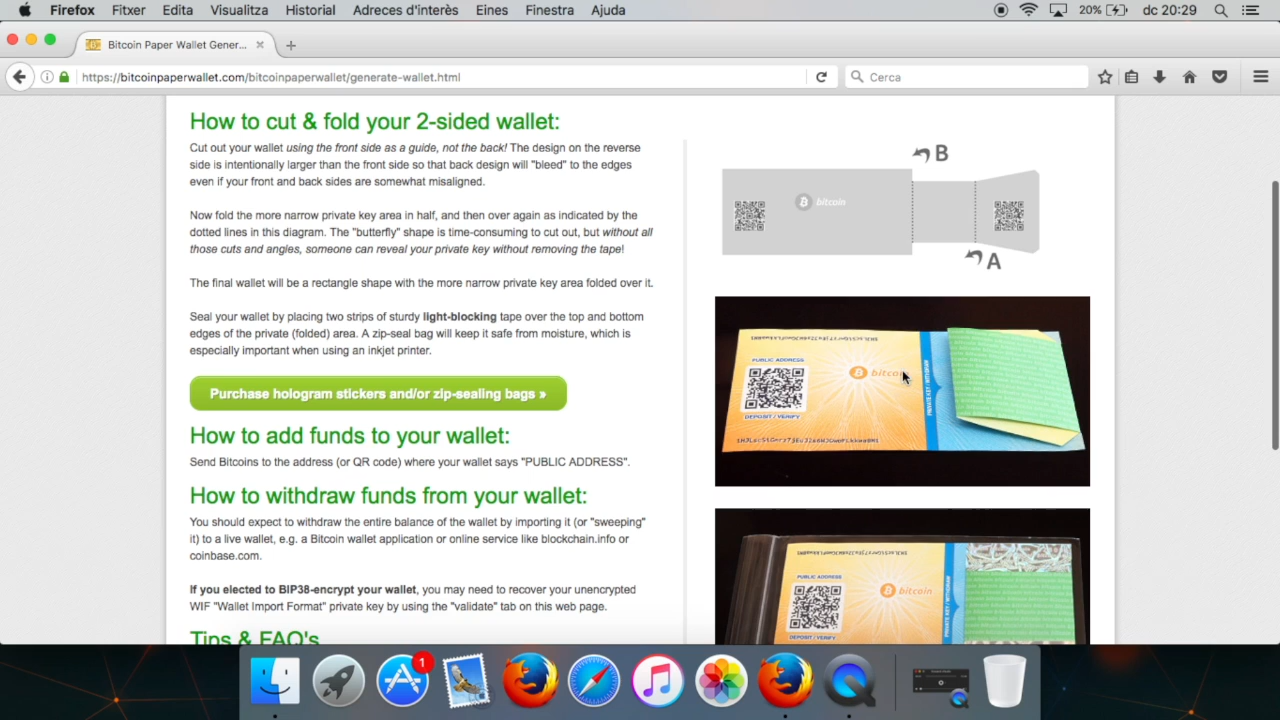 Firefox Fitxer Edita Visualitza Historial Adreces d'interès Eines Finestra Ajuda 20% dc 20:29
Bitcoin Paper Wallet Gener...
https://bitcoinpaperwallet.com/bitcoinpaperwallet/generate-wallet.html
Cerca
How to cut & fold your 2-sided wallet:
Cut out your wallet using the front side as a guide, not the back! The design on the reverse
side is intentionally larger than the front side so that back design will "bleed" to the edges
even if your front and back sides are somewhat misaligned.
Now fold the more narrow private key area in half, and then over again as indicated by the
dotted lines in this diagram. The "butterfly" shape is time-consuming to cut out, but without all
those cuts and angles, someone can reveal your private key without removing the tape!
The final wallet will be a rectangle shape with the more narrow private key area folded over it.
Seal your wallet by placing two strips of sturdy light-blocking tape over the top and bottom
edges of the private (folded) area. A zip-seal bag will keep it safe from moisture, which is
especially important when using an inkjet printer.
Purchase hologram stickers and/or zip-sealing bags »
How to add funds to your wallet:
Send Bitcoins to the address (or QR code) where your wallet says "PUBLIC ADDRESS".
How to withdraw funds from your wallet:
You should expect to withdraw the entire balance of the wallet by importing it (or "sweeping"
it) to a live wallet, e.g. a Bitcoin wallet application or online service like blockchain.info or
coinbase.com.
If you elected to BIP38-encrypt your wallet, you may need to recover your unencrypted
WIF "Wallet Import Format" private key by using the "validate" tab on this web page.
Tips & FAQ's
B
bitcoin
A
PUBLIC ADDRESS
bitco
DEPOSIT / VERIFY
PRIVATE KEY / WITHDRAW
PUBLIC ADDRESS
bitcoin
DEPOSIT / VERIFY
PRIVATE KEY
1